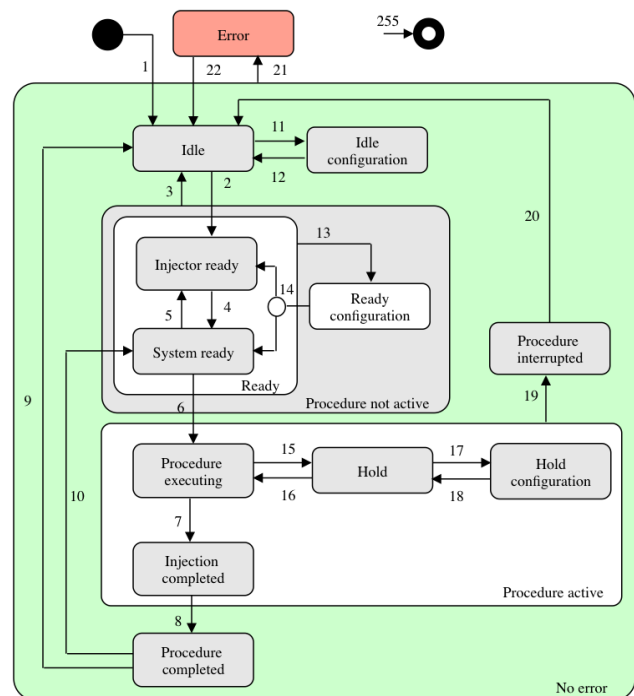 255
Error
1
22
21
Idle
11
Idle
configuration
12
3
2
20
13
Injector ready
14
Ready
configuration
5
4
System ready
Procedure
interrupted
Ready
9
6
Procedure not active
19
10
Procedure
executing
15
Hold
17
Hold
configuration
16
18
7
Injection
completed
Procedure active
8
Procedure
completed
No error